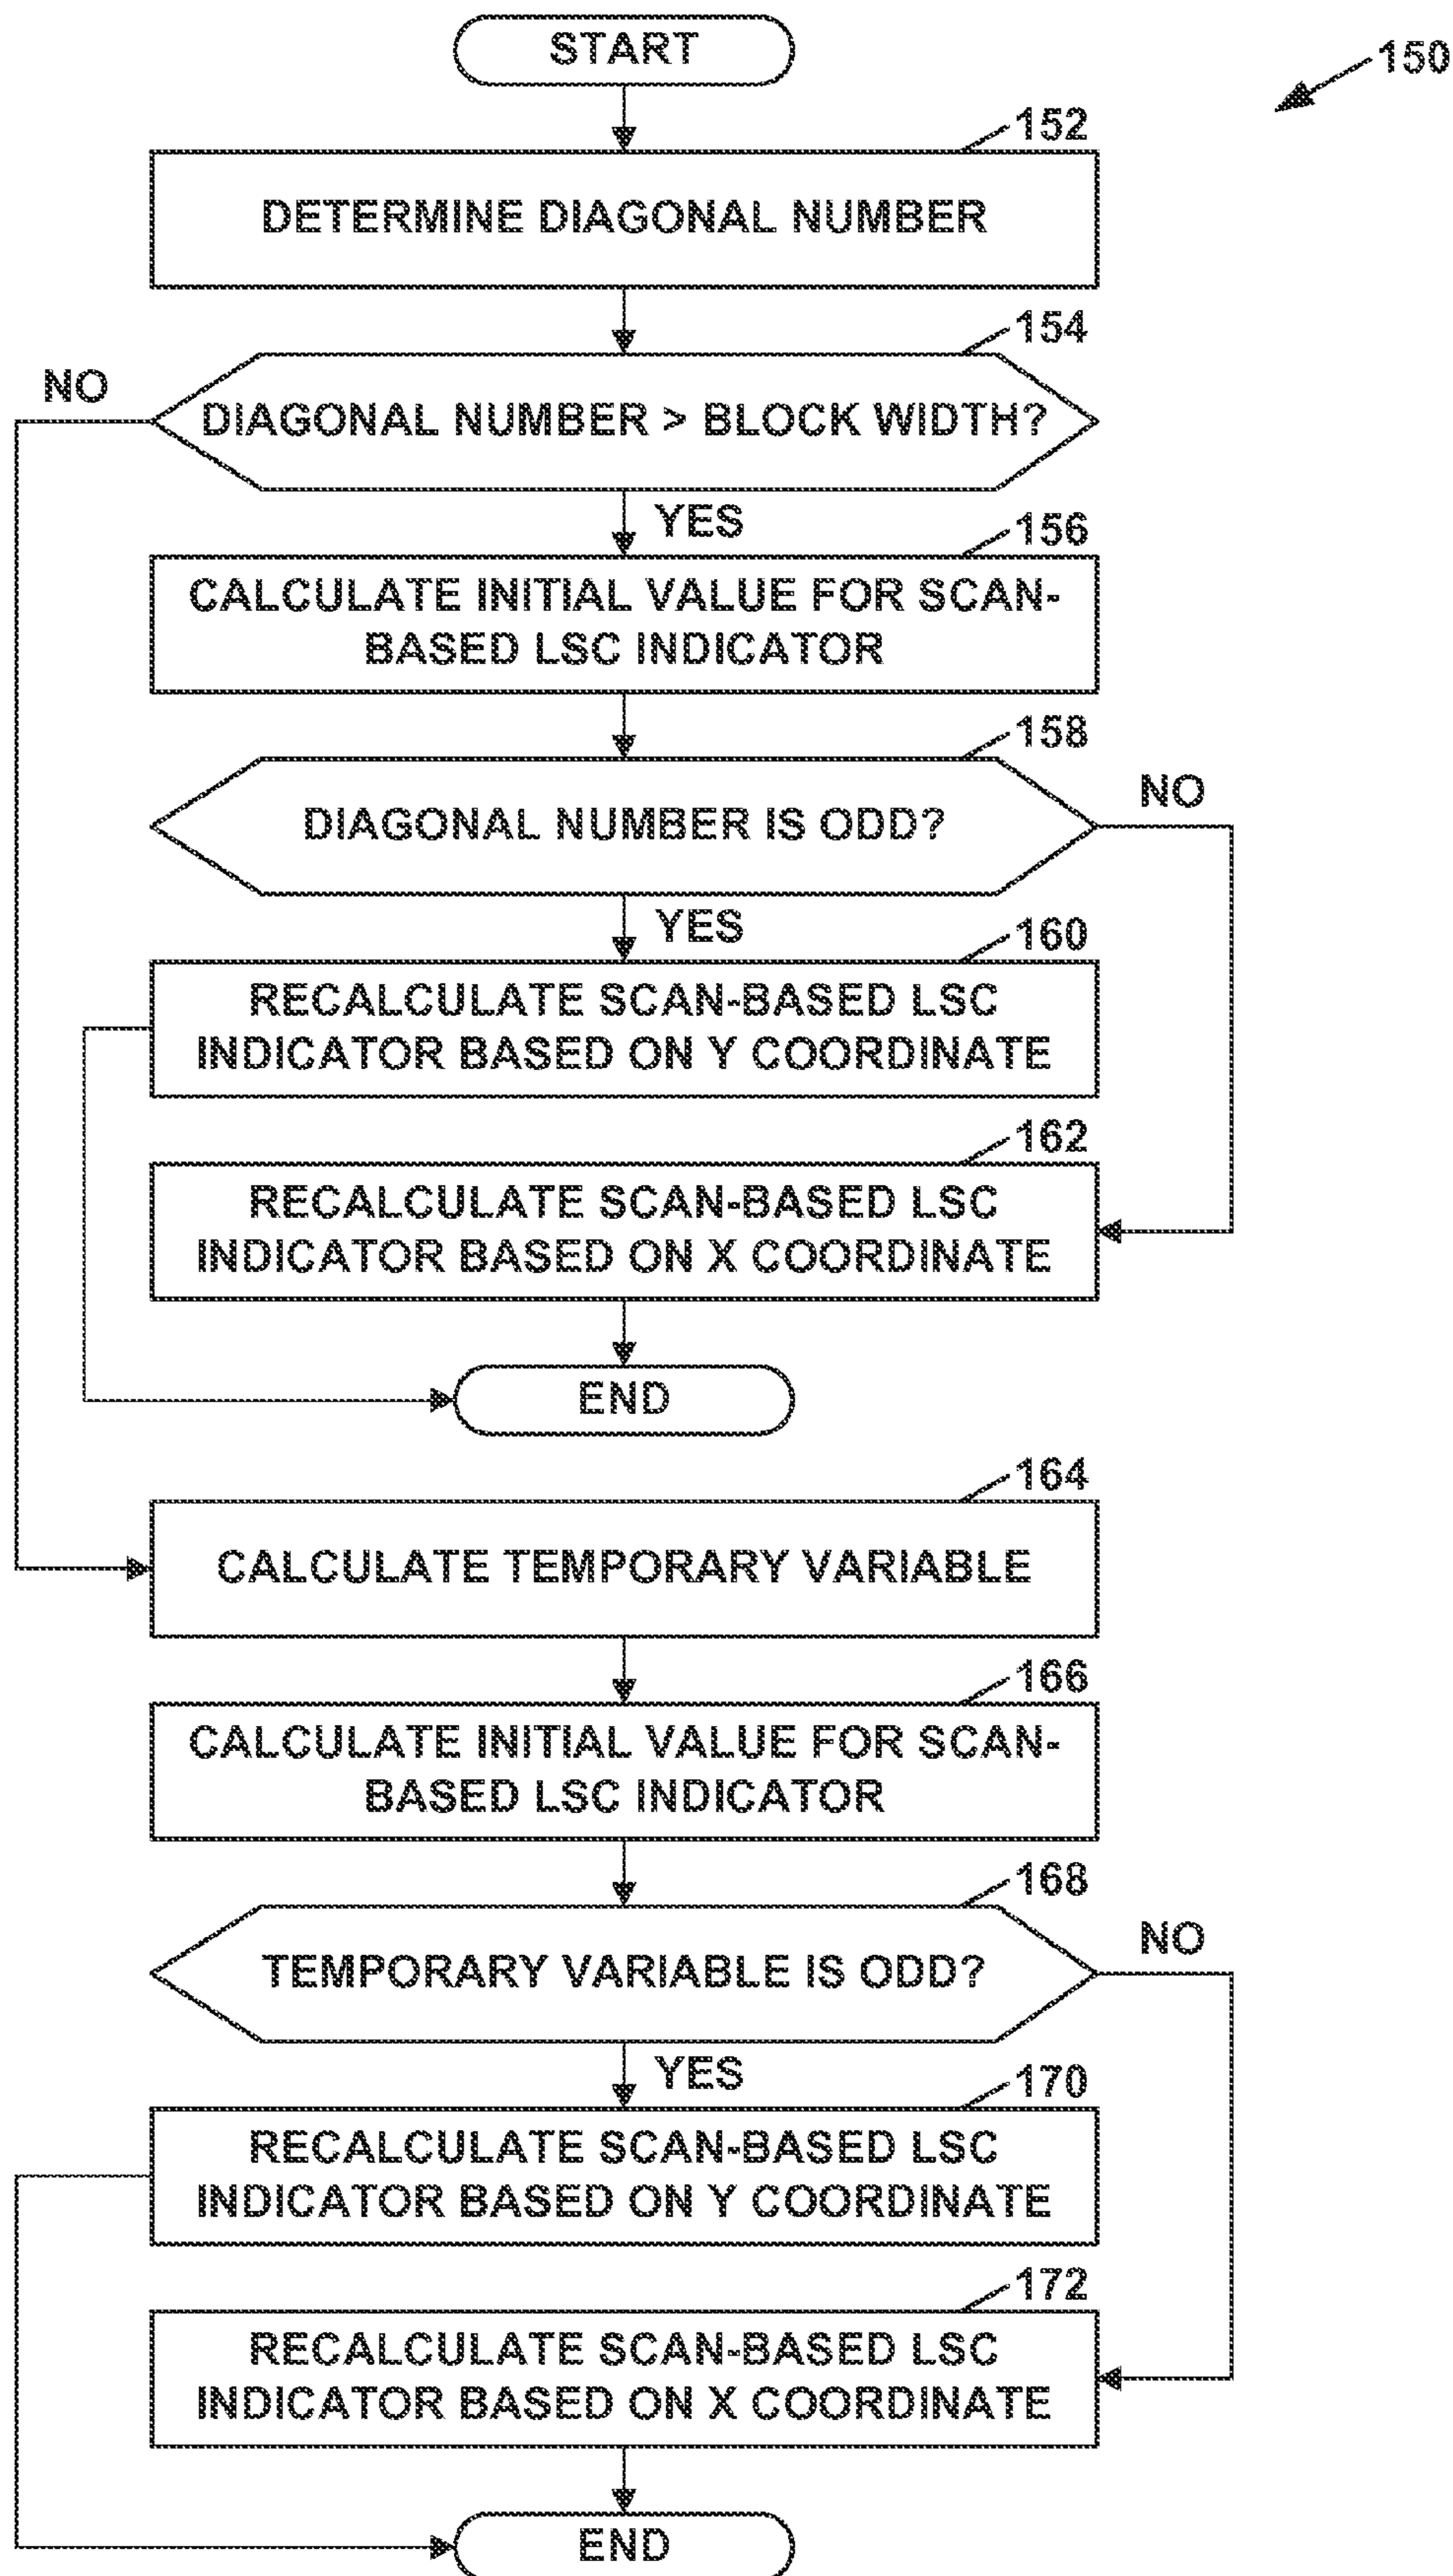 START
150
152
DETERMINE DIAGONAL NUMBER
154
NO
DIAGONAL NUMBER > BLOCK WIDTH?
YES
156
CALCULATE INITIAL VALUE FOR SCAN-
BASED LSC INDICATOR
158
NO
DIAGONAL NUMBER IS ODD?
YES
160
RECALCULATE SCAN-BASED LSC
INDICATOR BASED ON Y COORDINATE
162
RECALCULATE SCAN-BASED LSC
INDICATOR BASED ON X COORDINATE
END
164
CALCULATE TEMPORARY VARIABLE
166
CALCULATE INITIAL VALUE FOR SCAN-
BASED LSC INDICATOR
168
NO
TEMPORARY VARIABLE IS ODD?
YES
170
RECALCULATE SCAN-BASED LSC
INDICATOR BASED ON Y COORDINATE
172
RECALCULATE SCAN-BASED LSC
INDICATOR BASED ON X COORDINATE
END